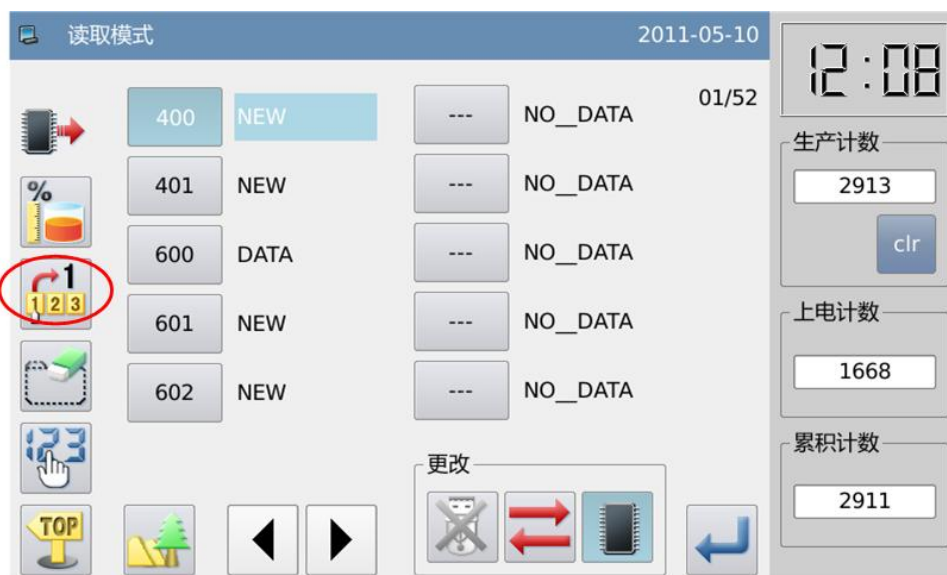 读取模式 2011-05-10
12:08
400 NEW --- NO__DATA 01/52
401 NEW --- NO__DATA
600 DATA --- NO__DATA
601 NEW --- NO__DATA
602 NEW --- NO__DATA
%
1
1 2 3
123
TOP
更改
生产计数
2913
clr
上电计数
1668
累积计数
2911